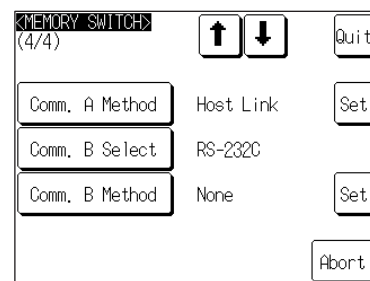 <MEMORY SWITCH>
(4/4)
Quit
Comm. A Method Host Link Set
Comm. B Select RS-232C
Comm. B Method None Set
Abort